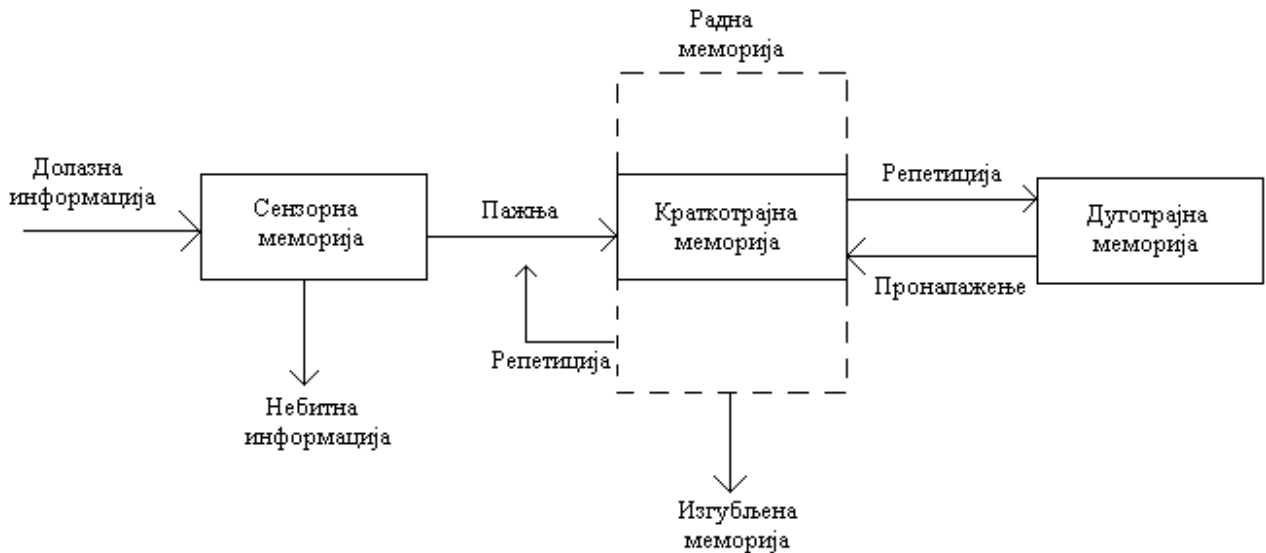 Радна
меморија
Долазна
информација
Сензорна
меморија
Пажња
Краткотрајна
меморија
Репетиција
Дуготрајна
меморија
Проналажење
Репетиција
Небитна
информација
Изгубљена
меморија